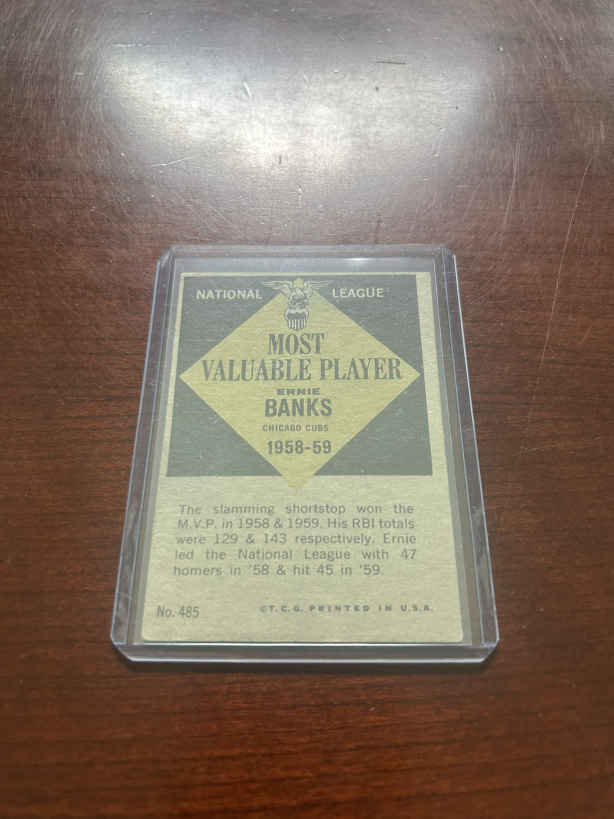 NATIONAL LEAGUE
MOST
VALUABLE PLAYER
ERNIE
BANKS
CHICAGO CUBS
1958-59
The slamming shortstop won the
M.V.P. in 1958 & 1959. His RBI totals
were 129 & 143 respectively. Ernie
led the National League with 47
homers in '58 & hit 45 in '59.
No. 485 ©T.C.G. PRINTED IN U.S.A.